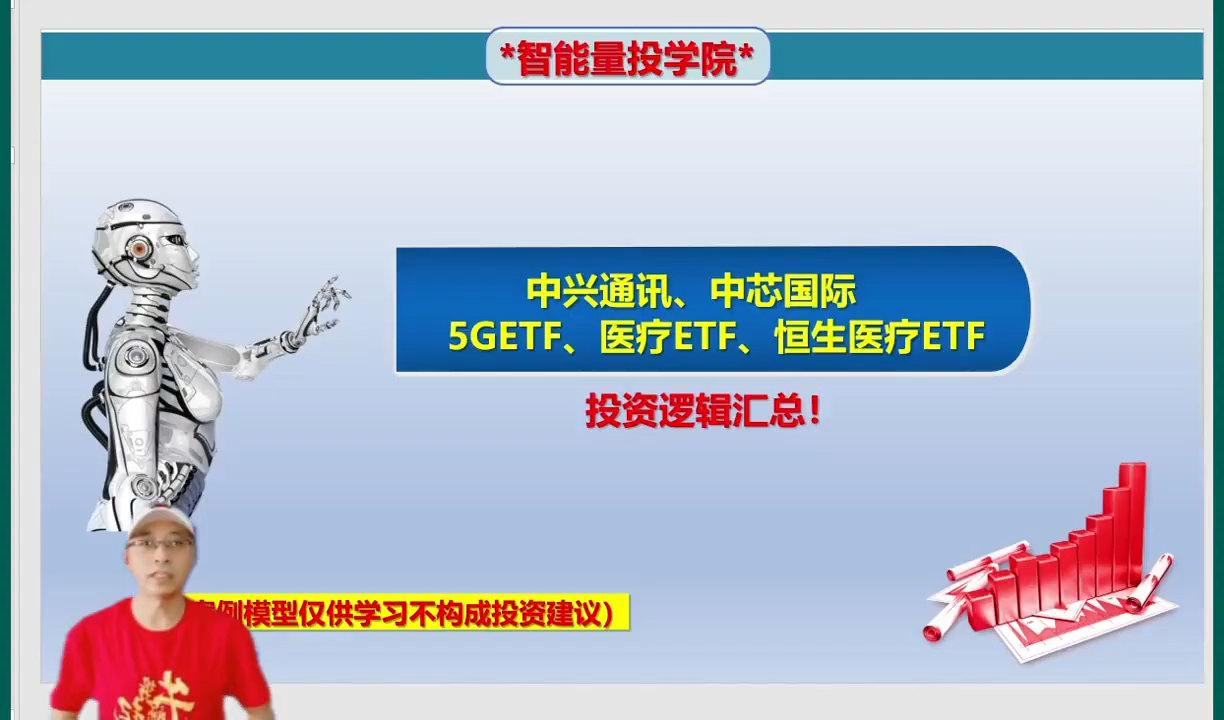 *智能量投学院*
中兴通讯、中芯国际
5GETF、医疗ETF、恒生医疗ETF
投资逻辑汇总！
案例模型仅供学习不构成投资建议）